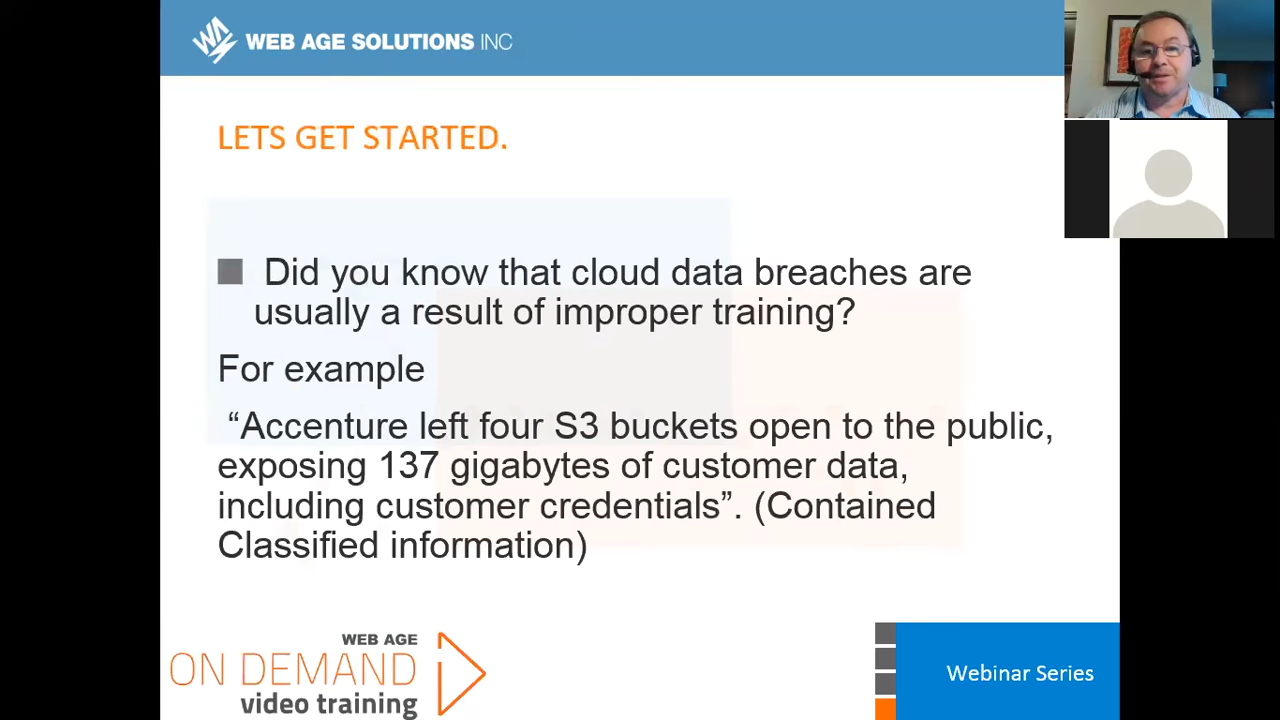 WEB AGE SOLUTIONS INC
LETS GET STARTED.
Did you know that cloud data breaches are
usually a result of improper training?
For example
“Accenture left four S3 buckets open to the public,
exposing 137 gigabytes of customer data,
including customer credentials”. (Contained
Classified information)
WEB AGE
ON DEMAND
video training
Webinar Series